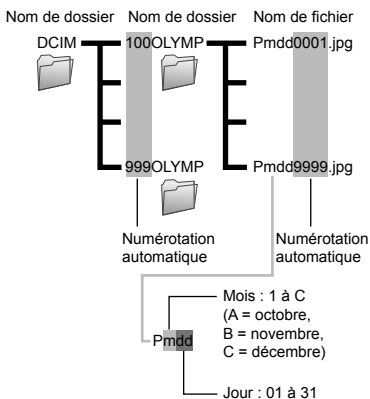 Nom de dossier Nom de dossier Nom de fichier
DCIM 100OLYMP Pmdd0001.jpg
999OLYMP Pmdd9999.jpg
Numérotation automatique
Numérotation automatique
Mois : 1 à C
(A = octobre,
B = novembre,
C = décembre)
Pmdd
Jour : 01 à 31